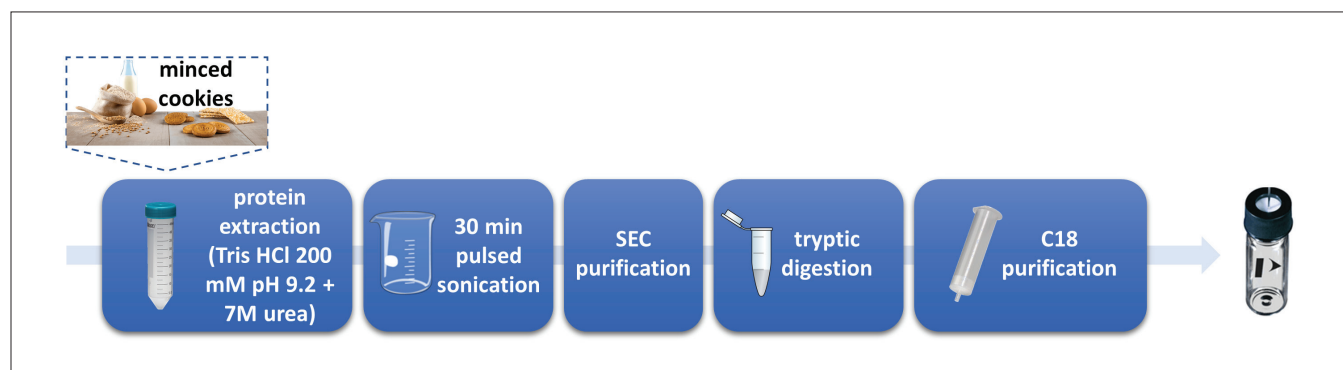 minced
cookies
protein
extraction
(Tris HCl 200
mM pH 9.2 +
7M urea)
30 min
pulsed
sonication
SEC
purification
tryptic
digestion
C18
purification